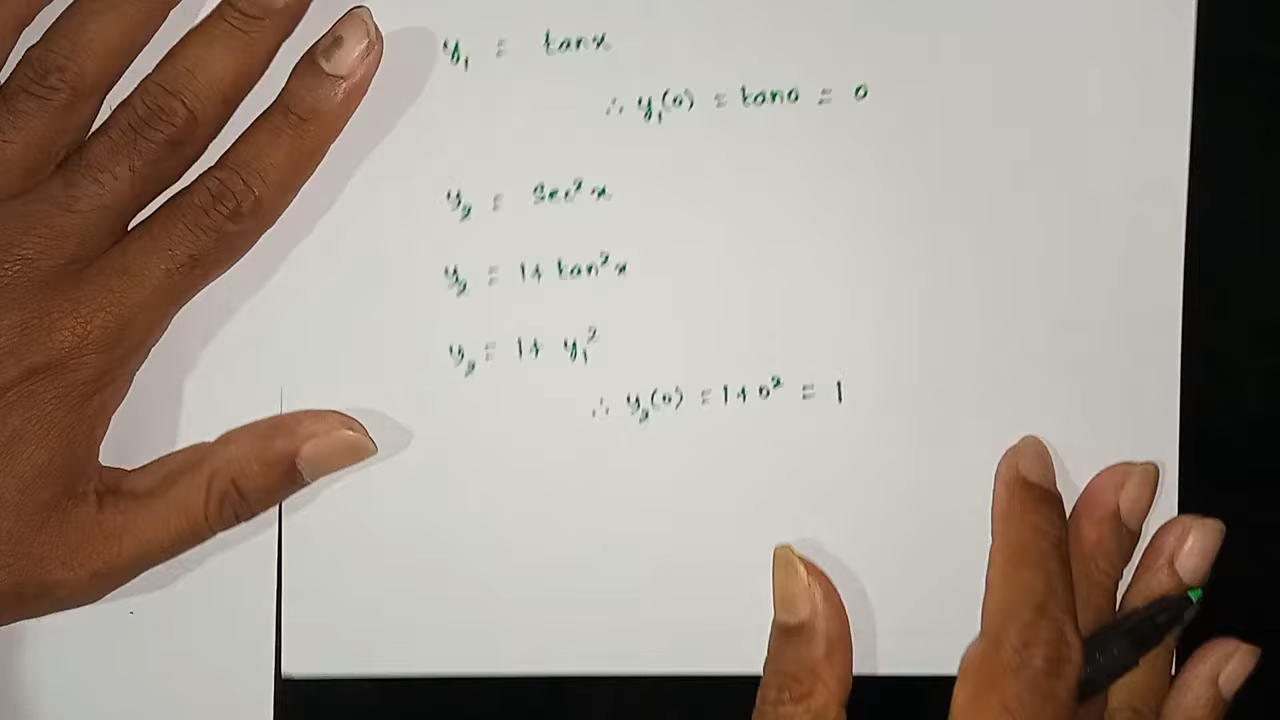 y₁ = tanx
∴ y₁(0) = tan0 = 0
y₂ = Sec²x
y₂ = 1+ tan²x
y₂ = 1+ y₁²
∴ y₂(0) = 1+0² = 1